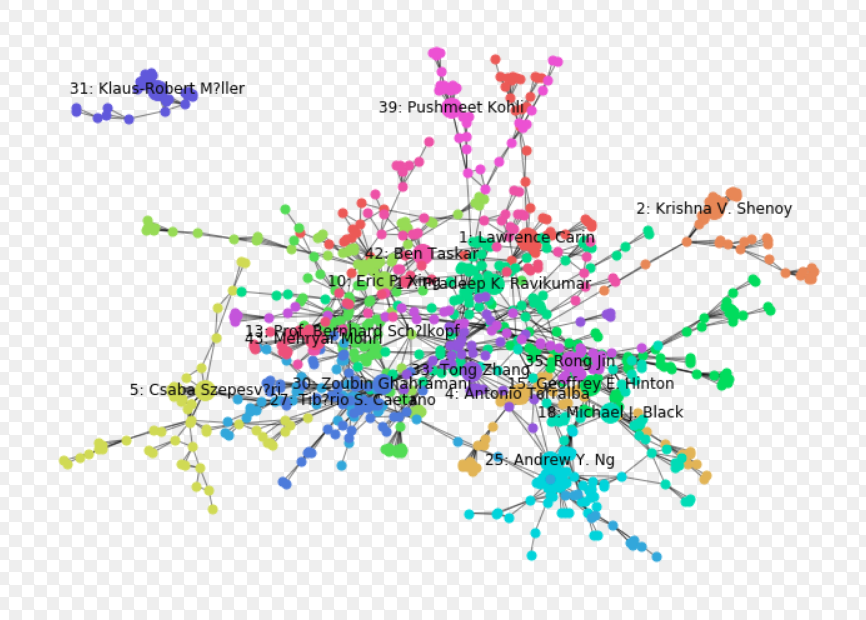 31: Klaus-Robert M?ller
39: Pushmeet Kohli
2: Krishna V. Shenoy
1: Lawrence Carin
42: Ben Taskar
10: Eric P. Xing
17: Pradeep K. Ravikumar
13: Prof. Bernhard Sch?lkopf
43: Mehryar Mohri
35: Rong Jin
33: Tong Zhang
5: Csaba Szepesv?ri
30: Zoubin Ghahramani
15: Geoffrey E. Hinton
4: Antonio Torralba
27: Tib?rio S. Caetano
18: Michael J. Black
25: Andrew Y. Ng